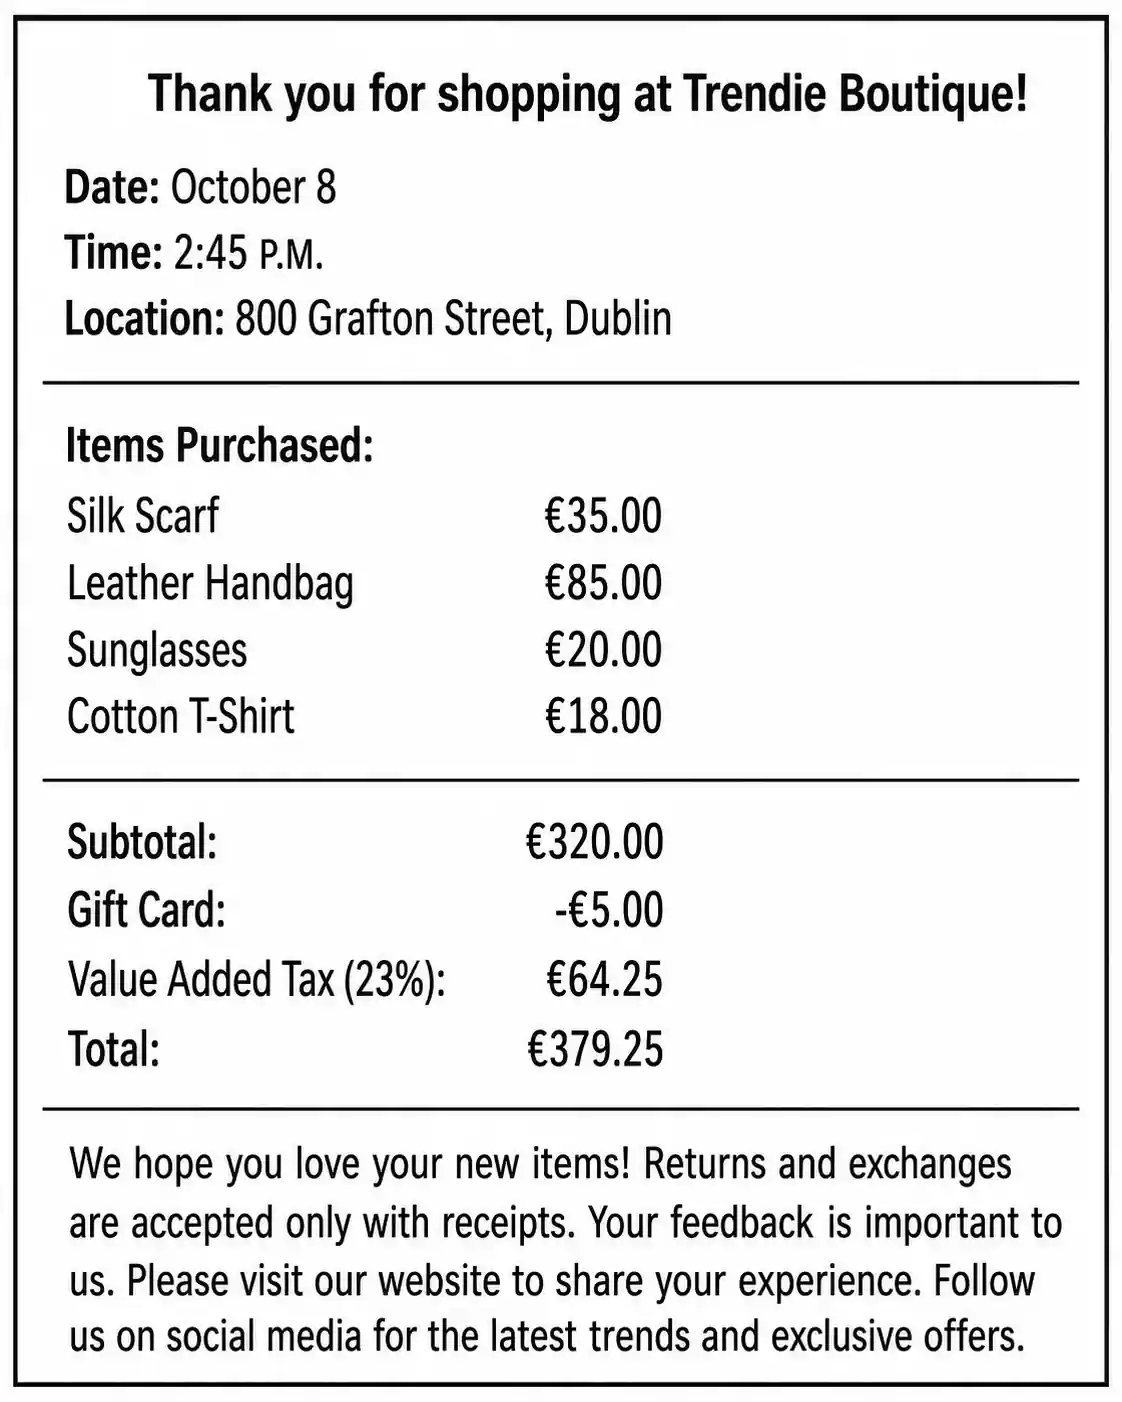 Thank you for shopping at Trendie Boutique!
Date: October 8
Time: 2:45 P.M.
Location: 800 Grafton Street, Dublin
Items Purchased:
Silk Scarf €35.00
Leather Handbag €85.00
Sunglasses €20.00
Cotton T-Shirt €18.00
Subtotal: €320.00
Gift Card: -€5.00
Value Added Tax (23%): €64.25
Total: €379.25
We hope you love your new items! Returns and exchanges
are accepted only with receipts. Your feedback is important to
us. Please visit our website to share your experience. Follow
us on social media for the latest trends and exclusive offers.